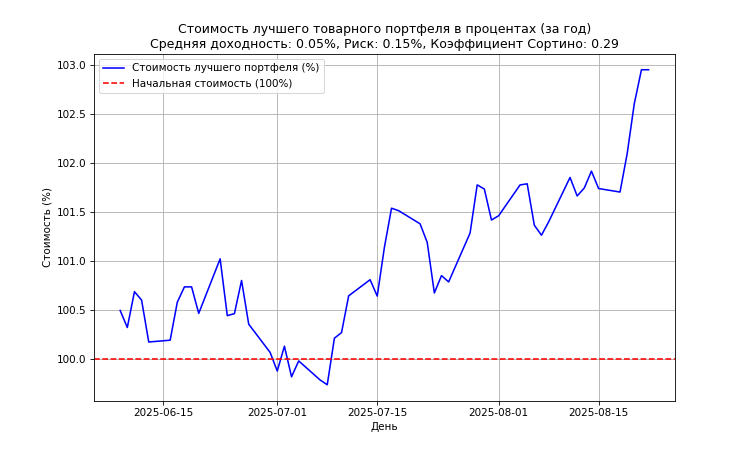 Стоимость лучшего товарного портфеля в процентах (за год)
Средняя доходность: 0.05%, Риск: 0.15%, Коэффициент Сортино: 0.29
Стоимость лучшего портфеля (%)
Начальная стоимость (100%)
Стоимость (%)
103.0
102.5
102.0
101.5
101.0
100.5
100.0
2025-06-15
2025-07-01
2025-07-15
2025-08-01
2025-08-15
День